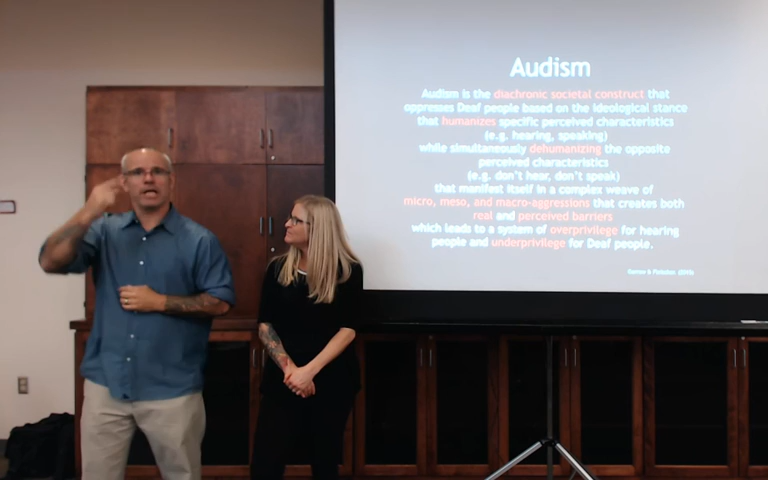 Audism
Audism is the diachronic societal construct that
oppresses Deaf people based on the ideological stance
that humanizes specific perceived characteristics
(e.g. hearing, speaking)
while simultaneously dehumanizing the opposite
perceived characteristics
(e.g. don't hear, don't speak)
that manifest itself in a complex weave of
micro, meso, and macro-aggressions that creates both
real and perceived barriers
which leads to a system of overprivilege for hearing
people and underprivilege for Deaf people.